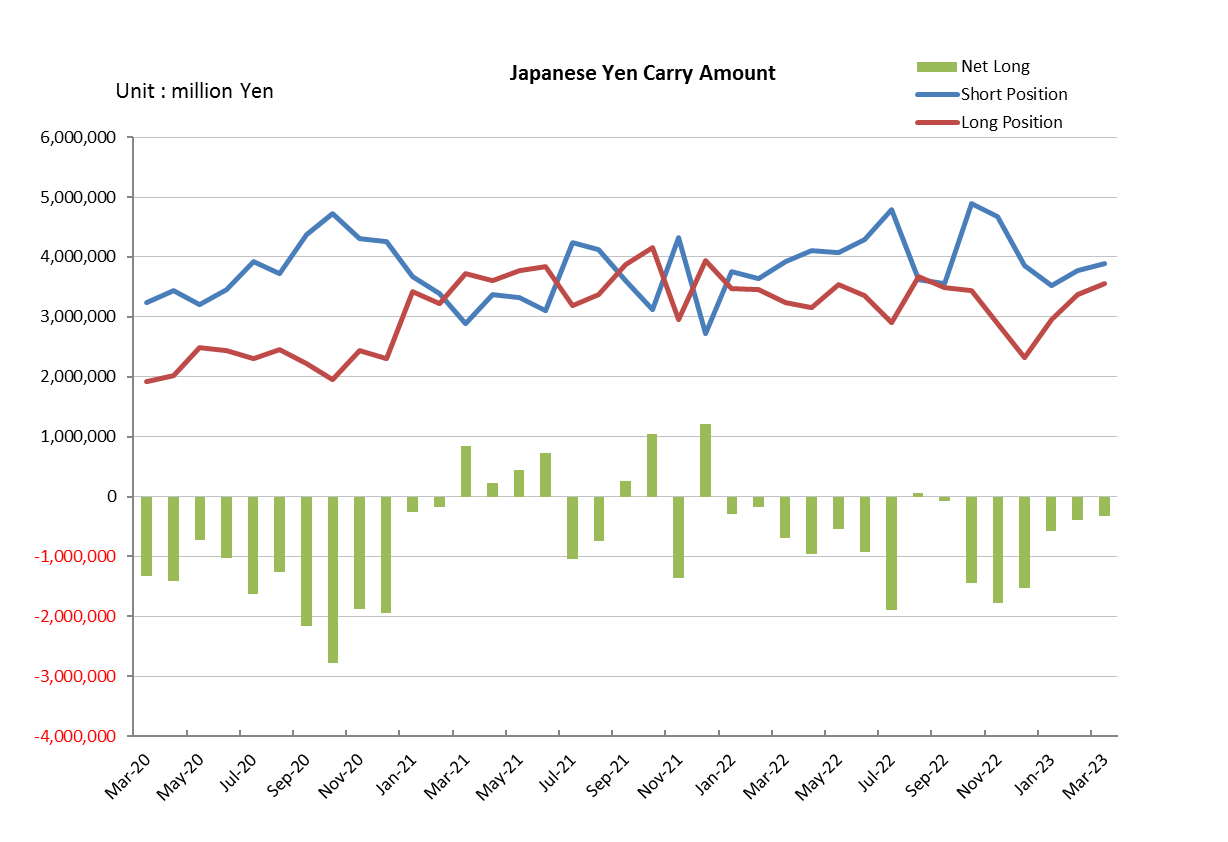 Japanese Yen Carry Amount
Unit : million Yen
Net Long
Short Position
Long Position
6,000,000
5,000,000
4,000,000
3,000,000
2,000,000
1,000,000
0
-1,000,000
-2,000,000
-3,000,000
-4,000,000
Mar-20
May-20
Jul-20
Sep-20
Nov-20
Jan-21
Mar-21
May-21
Jul-21
Sep-21
Nov-21
Jan-22
Mar-22
May-22
Jul-22
Sep-22
Nov-22
Jan-23
Mar-23